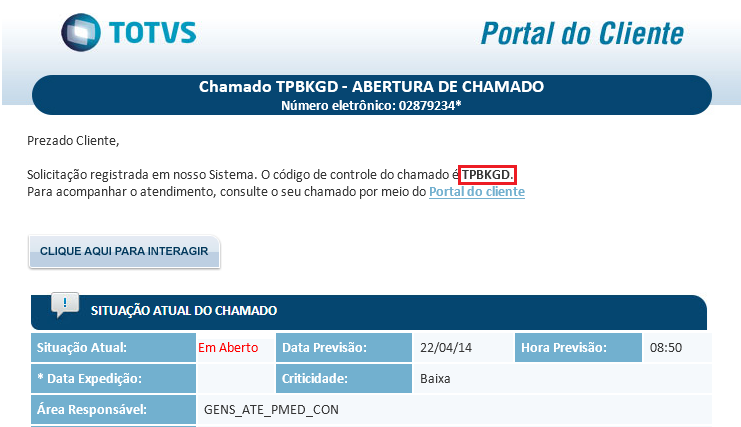 TOTVS
Portal do Cliente
Chamado TPBKGD - ABERTURA DE CHAMADO
Número eletrônico: 02879234*
Prezado Cliente,
Solicitação registrada em nosso Sistema. O código de controle do chamado é TPBKGD.
Para acompanhar o atendimento, consulte o seu chamado por meio do Portal do cliente
CLIQUE AQUI PARA INTERAGIR
! SITUAÇÃO ATUAL DO CHAMADO
Situação Atual: Em Aberto Data Previsão: 22/04/14 Hora Previsão: 08:50
* Data Expedição: Criticidade: Baixa
Área Responsável: GENS_ATE_PMED_CON